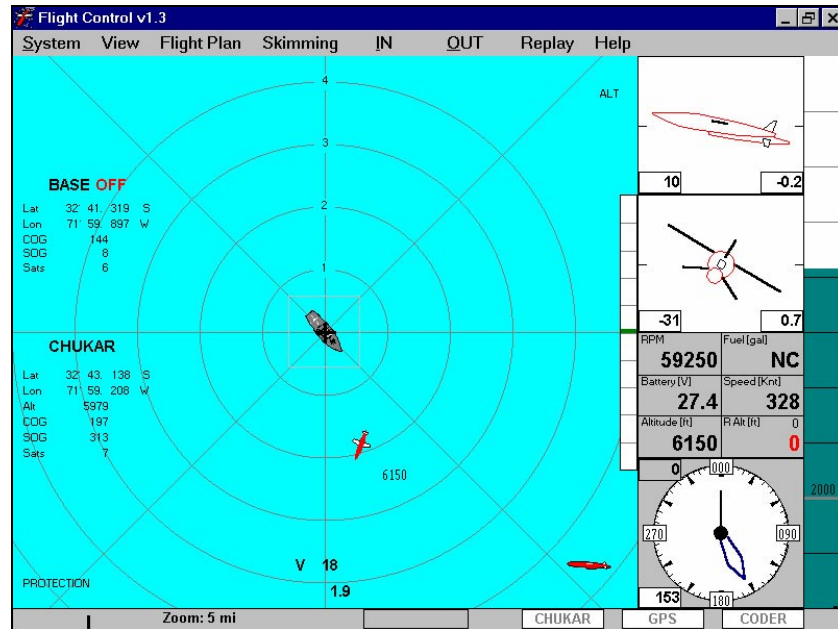 Flight Control v1.3
System View Flight Plan Skimming IN OUT Replay Help
4
ALT
3
10 -0.2
BASE OFF
Lat 32' 41. 319 S
Lon 71' 59. 897 W
COG 144
SOG 8
Sats 6
2
1
-31 0.7
CHUKAR
Lat 32' 43. 138 S
Lon 71' 59. 208 W
Alt 5979
COG 197
SOG 313
Sats 7
RPM Fuel [gal]
59250 NC
Battery [V] Speed [Knt]
27.4 328
Altitude [ft] R Alt [ft] 0
6150 0
6150
0 000
2000
270 090
V 18
1.9
PROTECTION
153 180
Zoom: 5 mi CHUKAR GPS CODER